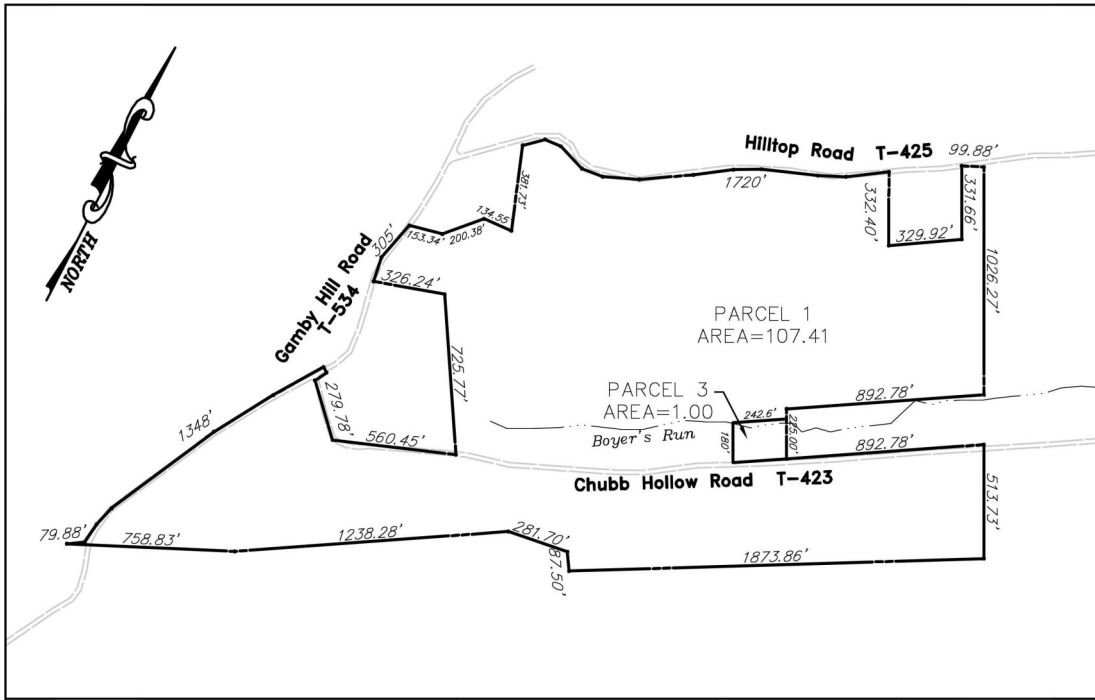 NORTH
Hilltop Road T-425
99.88'
1720'
332.40'
331.66'
329.92'
381.73'
134.55'
200.38'
153.34'
305'
326.24'
Gamby Hill Road
T-534
1026.27'
725.77'
PARCEL 1
AREA=107.41
PARCEL 3
AREA=1.00
892.78'
242.6'
225.00'
180'
Boyer's Run
892.78'
279.78'
560.45'
1348'
Chubb Hollow Road T-423
513.73'
79.88'
758.83'
1238.28'
281.70'
87.50'
1873.86'